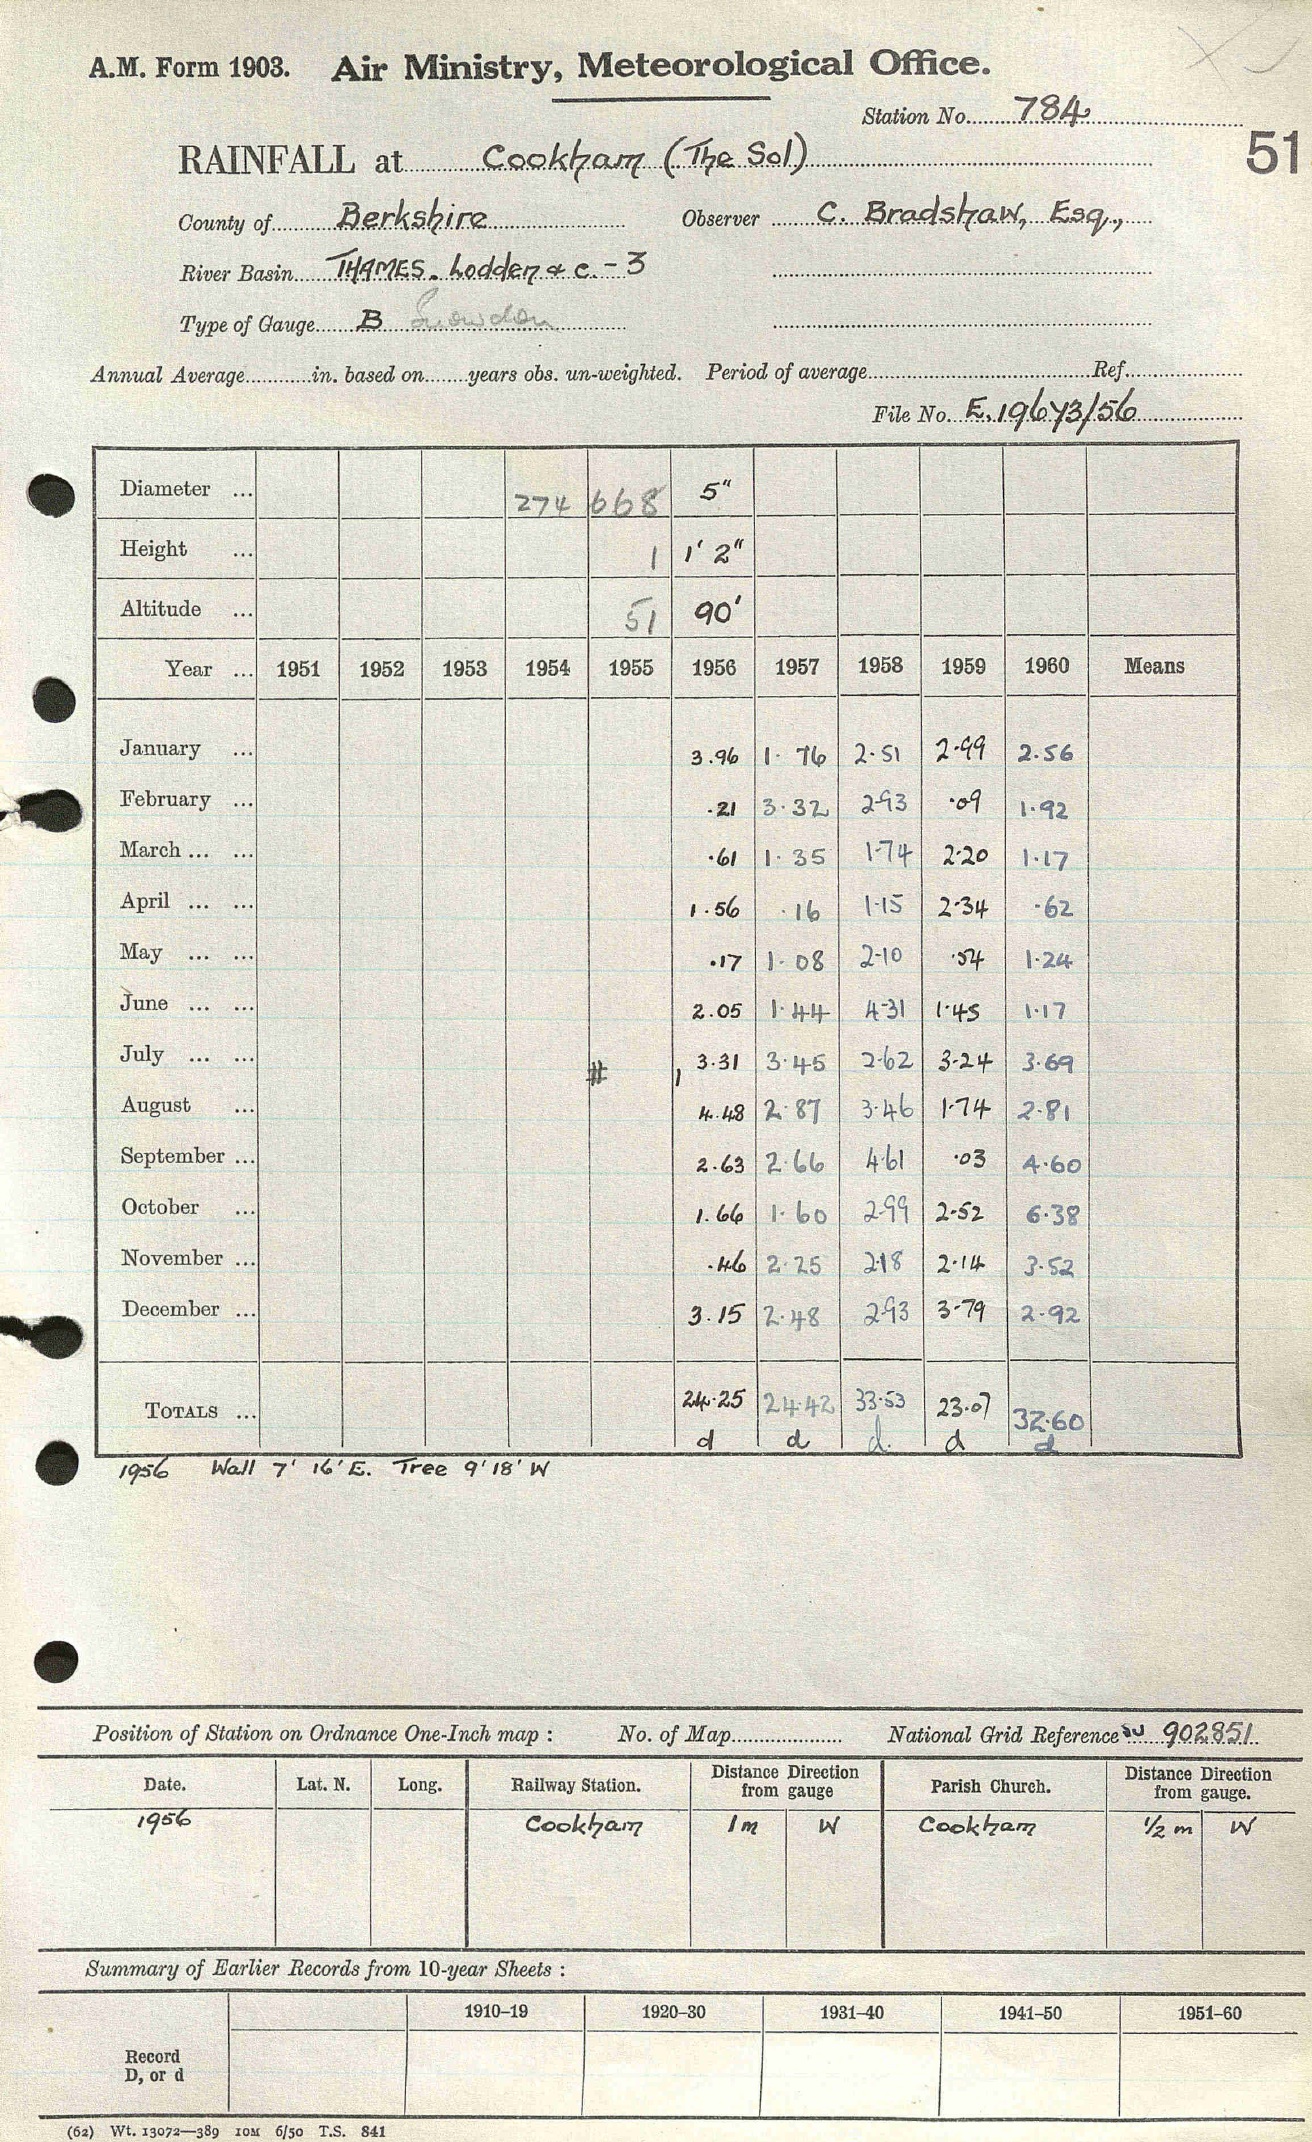 A.M. Form 1903. Air Ministry, Meteorological Office.
Station No. 784
51
RAINFALL at Cookham (The Sol)
County of Berkshire Observer C. Bradshaw, Esq.,
River Basin THAMES. Lodden & c. - 3
Type of Gauge B Snowdon
Annual Average in. based on years obs. un-weighted. Period of average Ref.
File No. E.19673/56
Diameter ... 274 668 5"
Height ... 1 1' 2"
Altitude ... 51 90'
Year ... 1951 1952 1953 1954 1955 1956 1957 1958 1959 1960 Means
January ... 3.96 1.76 2.51 2.99 2.56
February ... .21 3.32 2.93 .09 1.92
March ... ... .61 1.35 1.74 2.20 1.17
April ... ... 1.56 .16 1.15 2.34 .62
May ... ... .17 1.08 2.10 .54 1.24
June ... ... 2.05 1.44 4.31 1.45 1.17
July ... ... # 3.31 3.45 2.62 3.24 3.69
August ... 4.48 2.87 3.46 1.74 2.81
September ... 2.63 2.66 4.61 .03 4.60
October ... 1.66 1.60 2.99 2.52 6.38
November ... .46 2.25 2.18 2.14 3.52
December ... 3.15 2.48 2.93 3.79 2.92
TOTALS ... 24.25 24.42 33.53 23.07 32.60
d d d d d
1956 Wall 7' 16' E. Tree 9' 18' W
Position of Station on Ordnance One-Inch map : No. of Map National Grid Reference SU 902851
Date. Lat. N. Long. Railway Station. Distance Direction from gauge Parish Church. Distance Direction from gauge.
1956 Cookham 1m W Cookham 1/2 m W
Summary of Earlier Records from 10-year Sheets :
1910–19 1920–30 1931–40 1941–50 1951–60
Record
D, or d
(62) Wt. 13072—389 10M 6/50 T.S. 841